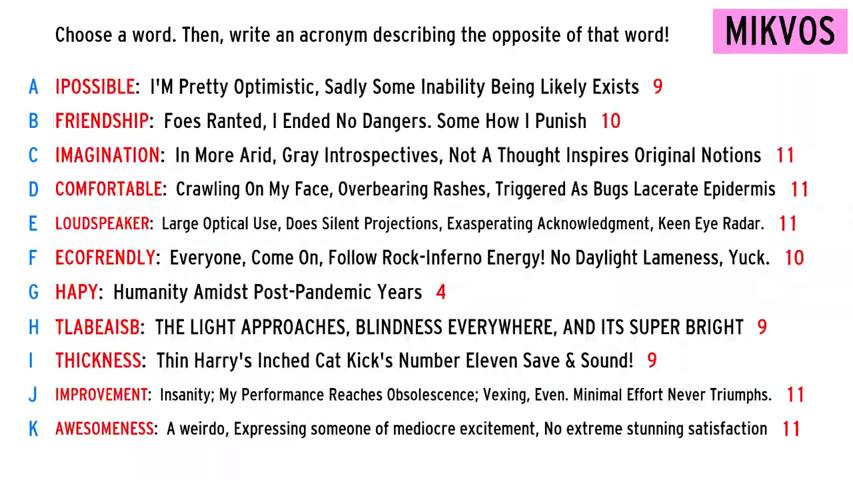 Choose a word. Then, write an acronym describing the opposite of that word!
MIKVOS
A IPOSSIBLE: I'M Pretty Optimistic, Sadly Some Inability Being Likely Exists 9
B FRIENDSHIP: Foes Ranted, I Ended No Dangers. Some How I Punish 10
C IMAGINATION: In More Arid, Gray Introspectives, Not A Thought Inspires Original Notions 11
D COMFORTABLE: Crawling On My Face, Overbearing Rashes, Triggered As Bugs Lacerate Epidermis 11
E LOUDSPEAKER: Large Optical Use, Does Silent Projections, Exasperating Acknowledgment, Keen Eye Radar. 11
F ECOFRENDLY: Everyone, Come On, Follow Rock-Inferno Energy! No Daylight Lameness, Yuck. 10
G HAPY: Humanity Amidst Post-Pandemic Years 4
H TLABEAISB: THE LIGHT APPROACHES, BLINDNESS EVERYWHERE, AND ITS SUPER BRIGHT 9
I THICKNESS: Thin Harry's Inched Cat Kick's Number Eleven Save & Sound! 9
J IMPROVEMENT: Insanity; My Performance Reaches Obsolescence; Vexing, Even. Minimal Effort Never Triumphs. 11
K AWESOMENESS: A weirdo, Expressing someone of mediocre excitement, No extreme stunning satisfaction 11